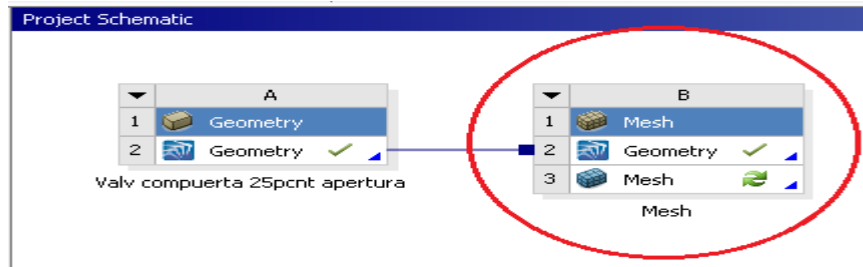 Project Schematic
A
1 Geometry
2 Geometry
Valv compuerta 25pcnt apertura
B
1 Mesh
2 Geometry
3 Mesh
Mesh